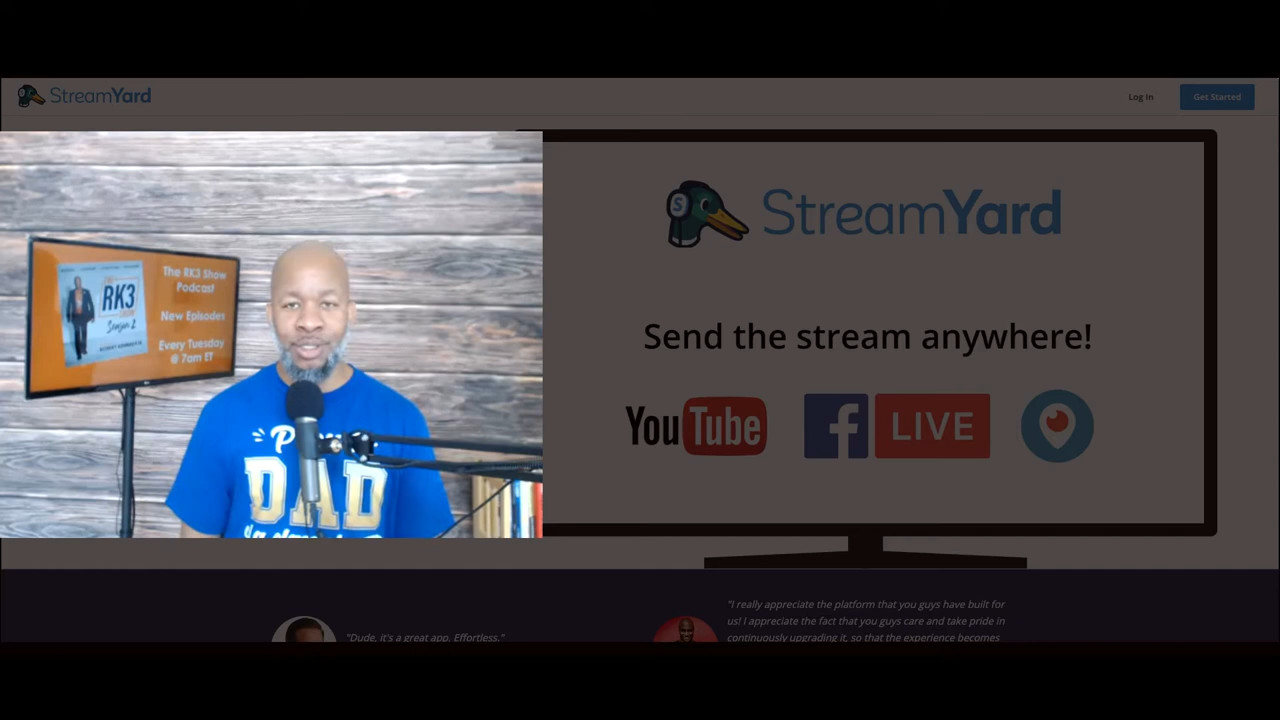 StreamYard
Log In
Get Started
S
StreamYard
Send the stream anywhere!
YouTube
f LIVE
The RK3 Show
Podcast
New Episodes
Every Tuesday
@ 7am ET
RK3
Season 2
DAD
"Dude, it's a great app. Effortless."
"I really appreciate the platform that you guys have built for
us! I appreciate the fact that you guys care and take pride in
continuously upgrading it, so that the experience becomes